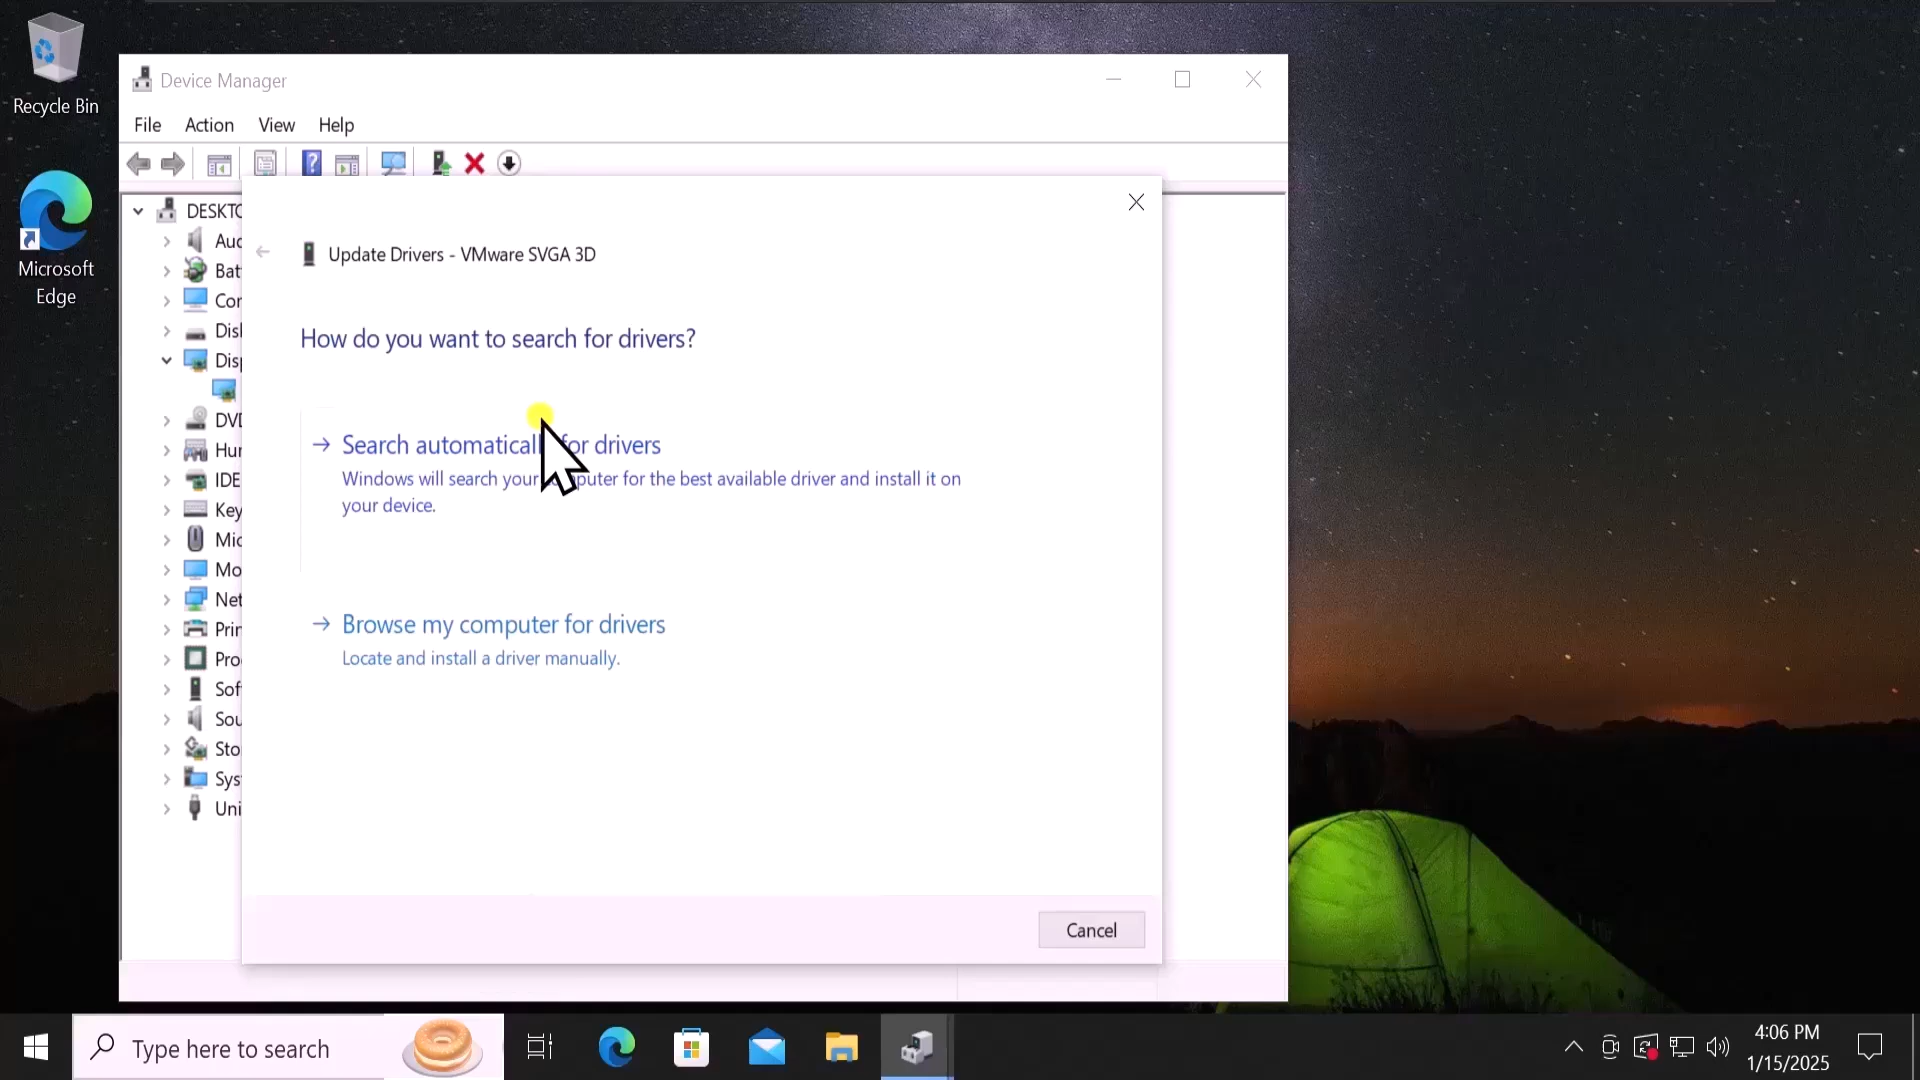 Recycle Bin
Microsoft
Edge
Device Manager
File Action View Help
Update Drivers - VMware SVGA 3D
How do you want to search for drivers?
Search automatically for drivers
Windows will search your computer for the best available driver and install it on
your device.
Browse my computer for drivers
Locate and install a driver manually.
Cancel
DESKTO
Aud
Bat
Cor
Disl
Disp
DVD
Hur
IDE
Key
Mic
Mo
Net
Prin
Pro
Sof
Sou
Sto
Sys
Uni
Type here to search
4:06 PM
1/15/2025